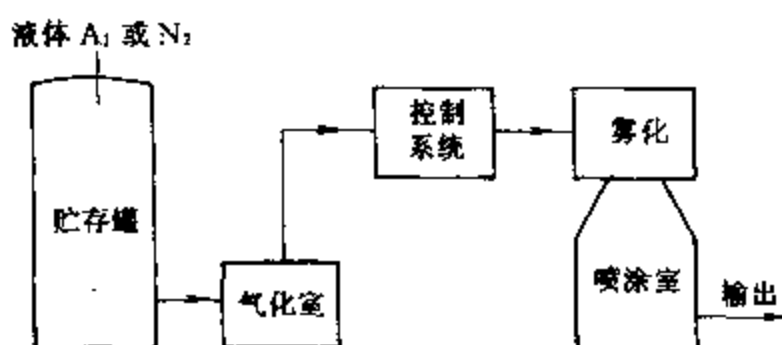 液体 A₁ 或 N₂
贮存罐
气化室
控制
系统
雾化
喷涂室
输出